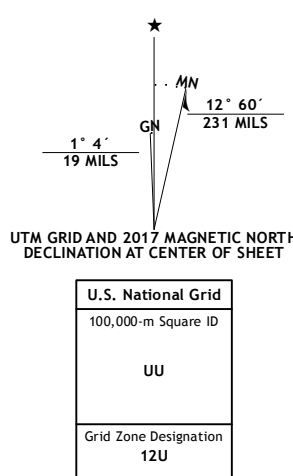 ★
MN
GN
12° 60´
231 MILS
1° 4´
19 MILS
UTM GRID AND 2017 MAGNETIC NORTH
DECLINATION AT CENTER OF SHEET
U.S. National Grid
100,000-m Square ID
UU
Grid Zone Designation
12U